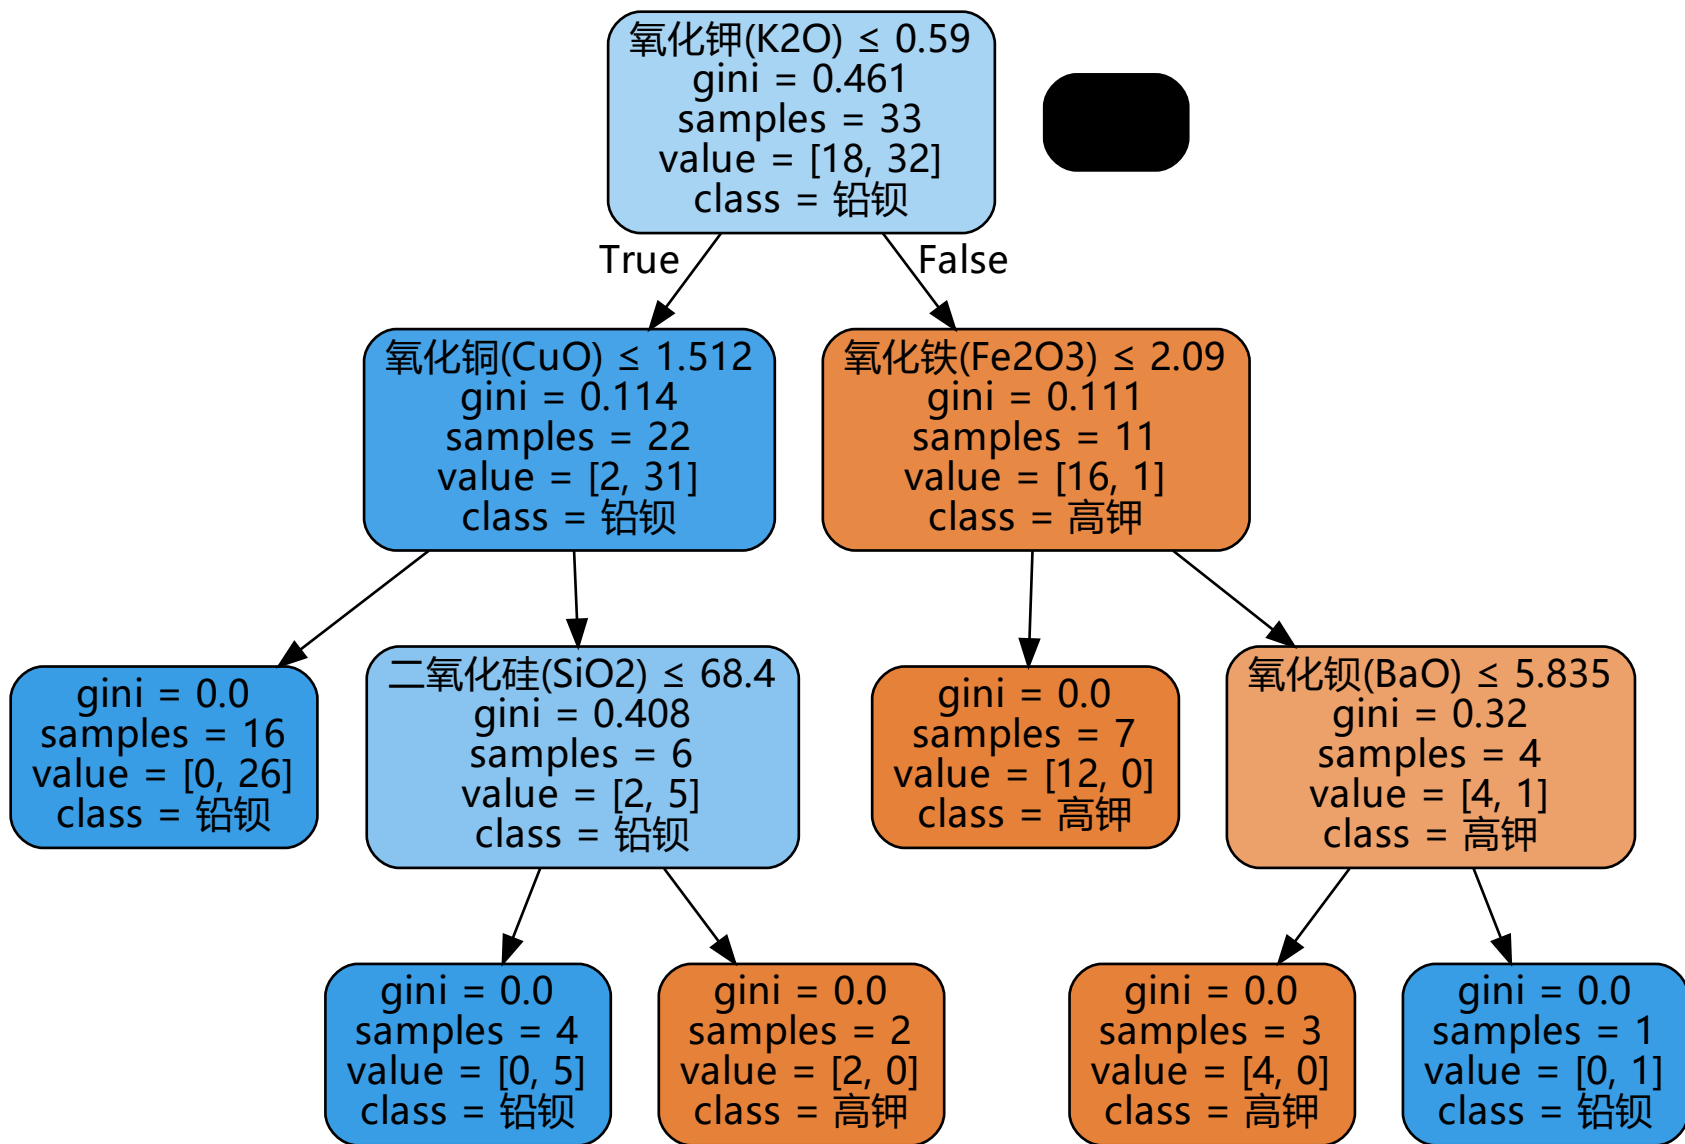 氧化钾(K2O) ≤ 0.59
gini = 0.461
samples = 33
value = [18, 32]
class = 铅钡
True
False
氧化铜(CuO) ≤ 1.512
gini = 0.114
samples = 22
value = [2, 31]
class = 铅钡
氧化铁(Fe2O3) ≤ 2.09
gini = 0.111
samples = 11
value = [16, 1]
class = 高钾
gini = 0.0
samples = 16
value = [0, 26]
class = 铅钡
二氧化硅(SiO2) ≤ 68.4
gini = 0.408
samples = 6
value = [2, 5]
class = 铅钡
gini = 0.0
samples = 7
value = [12, 0]
class = 高钾
氧化钡(BaO) ≤ 5.835
gini = 0.32
samples = 4
value = [4, 1]
class = 高钾
gini = 0.0
samples = 4
value = [0, 5]
class = 铅钡
gini = 0.0
samples = 2
value = [2, 0]
class = 高钾
gini = 0.0
samples = 3
value = [4, 0]
class = 高钾
gini = 0.0
samples = 1
value = [0, 1]
class = 铅钡